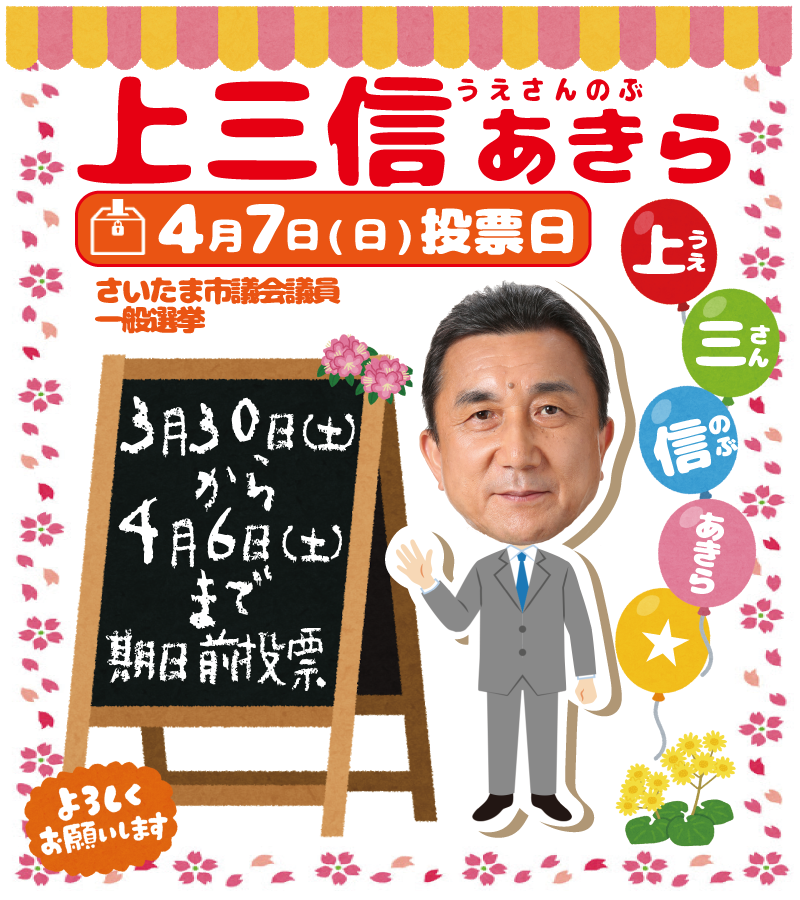 うえさんのぶ
上三信あきら
4月7日(日)投票日
さいたま市議会議員
一般選挙
上うえ
三さん
信のぶ
あきら
3月30日(土)
から
4月6日(土)
まで
期日前投票
よろしく
お願いします